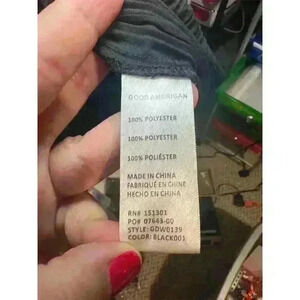 GOOD AMERICAN
100% POLYESTER
100% POLYESTER
100% POLIÉSTER
MADE IN CHINA
FABRIQUÉ EN CHINE
HECHO EN CHINA
RN# 151301
PO# 07643-00
STYLE: GDW0139
COLOR: BLACK001